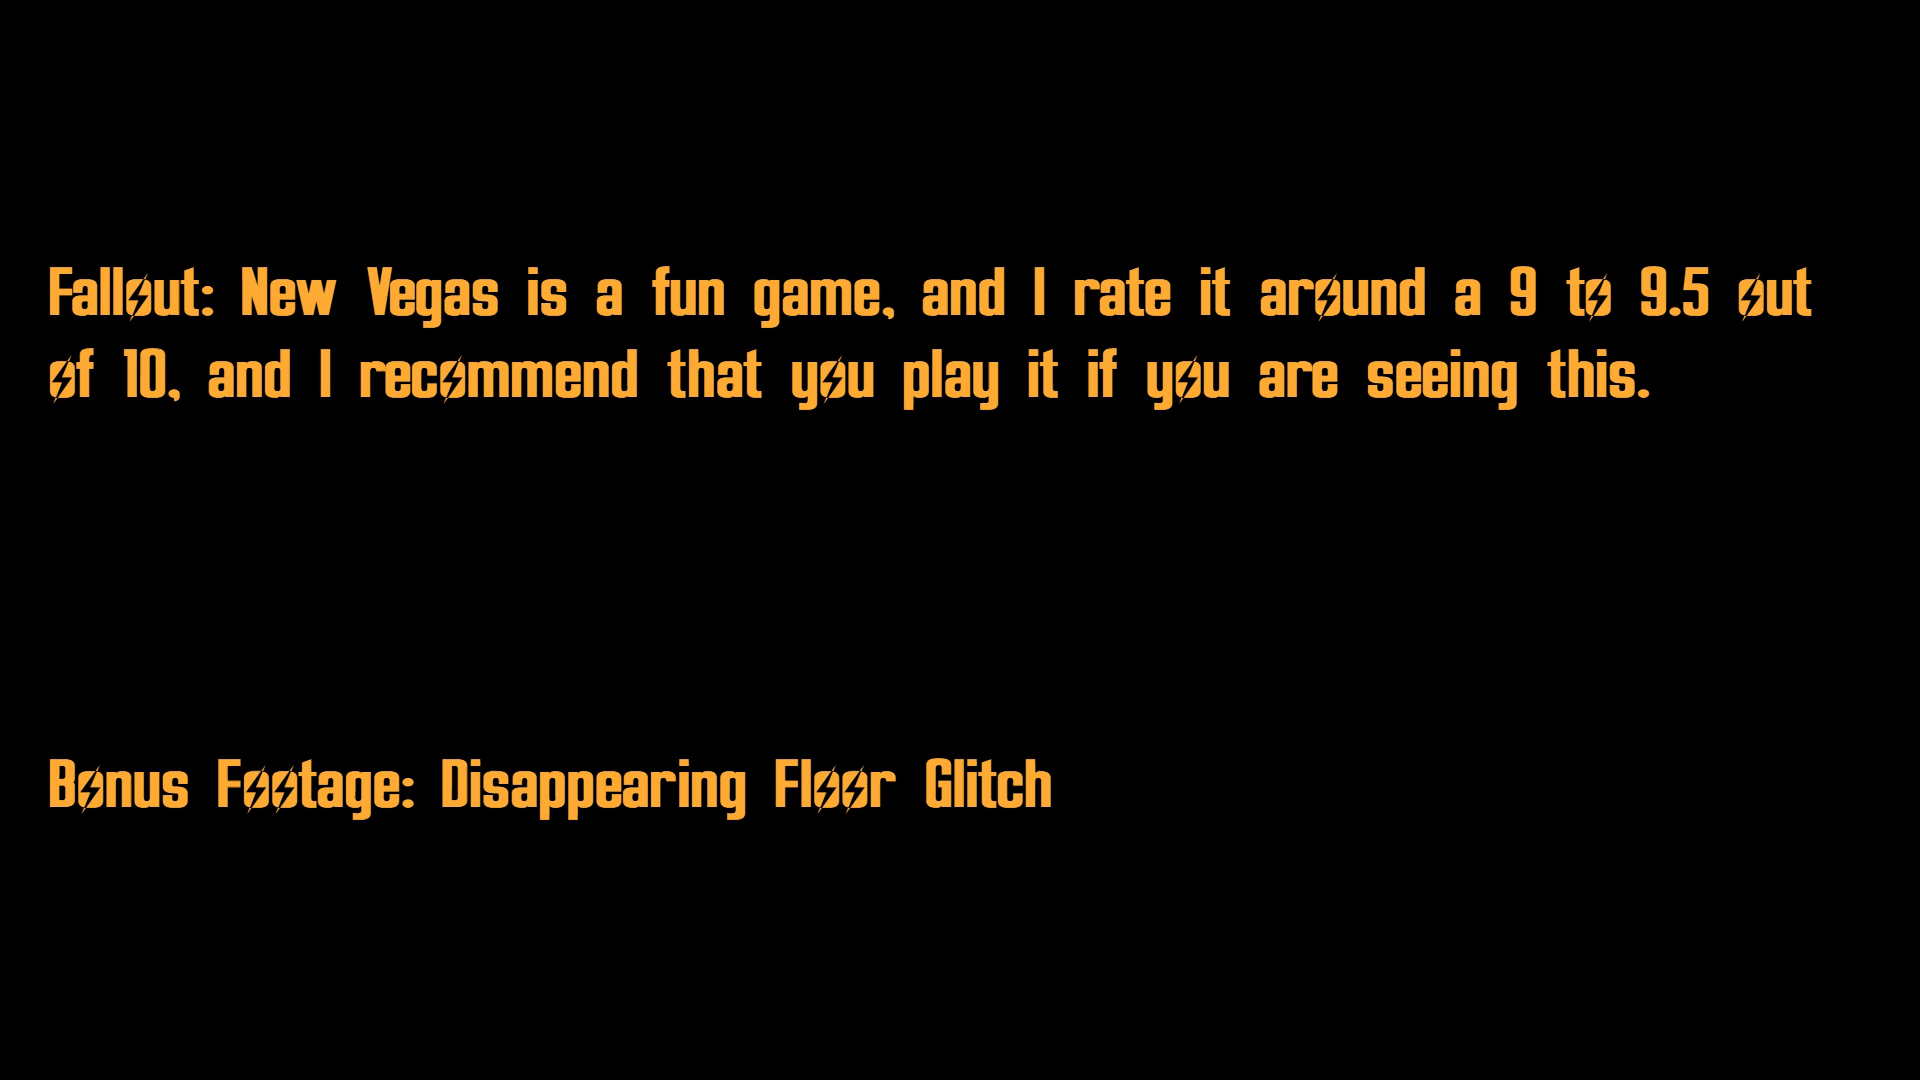 Fallout: New Vegas is a fun game, and I rate it around a 9 to 9.5 out
of 10, and I recommend that you play it if you are seeing this.
Bonus Footage: Disappearing Floor Glitch